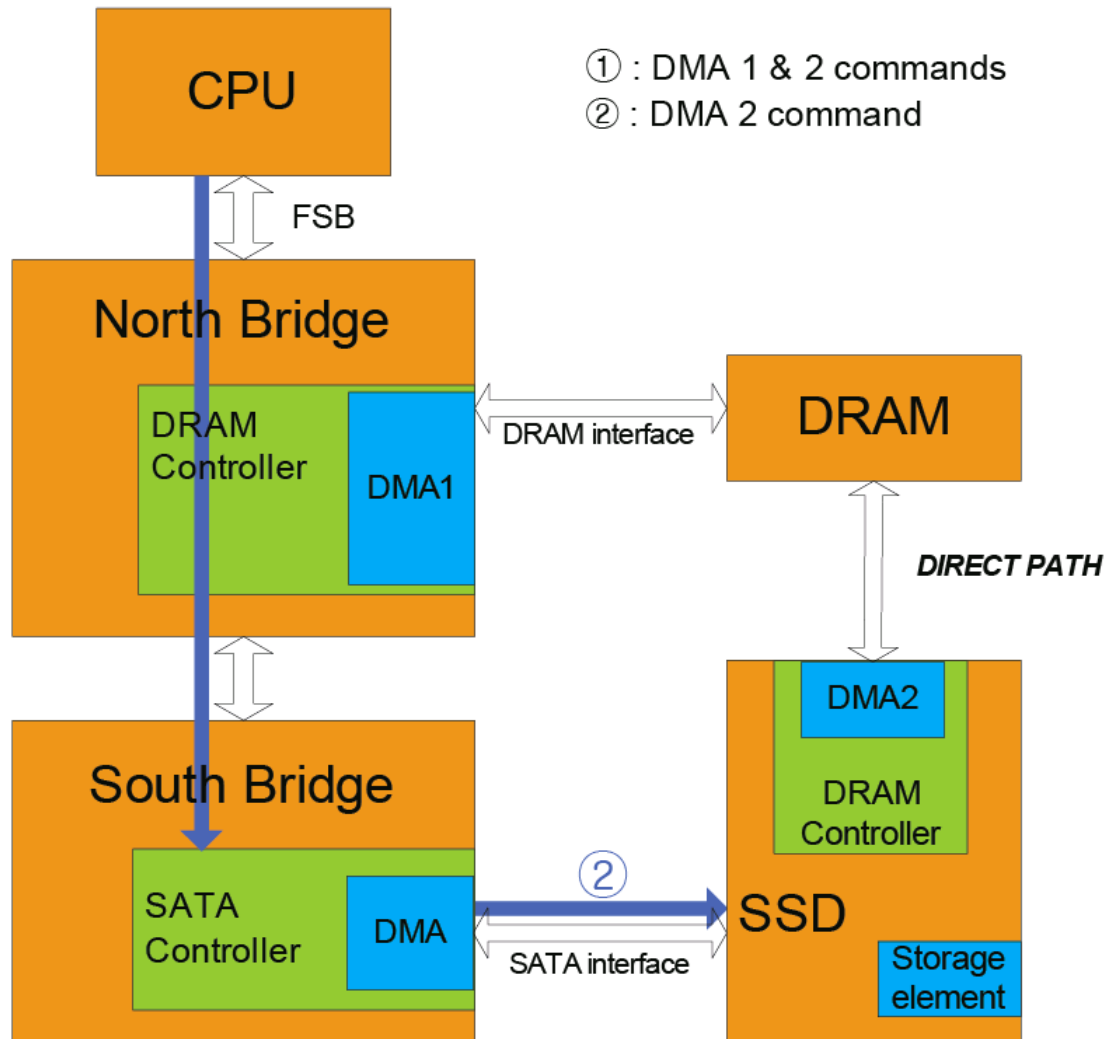 CPU
① : DMA 1 & 2 commands
② : DMA 2 command
FSB
North Bridge
DRAM
Controller
DMA1
DRAM interface
DRAM
DIRECT PATH
South Bridge
SATA
Controller
DMA
②
SATA interface
DMA2
DRAM
Controller
SSD
Storage
element